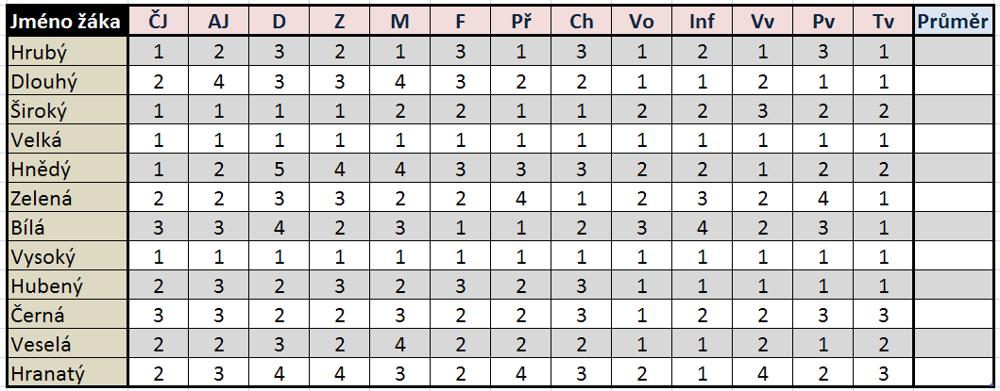 Jméno žáka ČJ AJ D Z M F Př Ch Vo Inf Vv Pv Tv Průměr
Hrubý 1 2 3 2 1 3 1 3 1 2 1 3 1
Dlouhý 2 4 3 3 4 3 2 2 1 1 2 1 1
Široký 1 1 1 1 2 2 1 1 2 2 3 2 2
Velká 1 1 1 1 1 1 1 1 1 1 1 1 1
Hnědý 1 2 5 4 4 3 3 3 2 2 1 2 2
Zelená 2 2 3 3 2 2 4 1 2 3 2 4 1
Bílá 3 3 4 2 3 1 1 2 3 4 2 3 1
Vysoký 1 1 1 1 1 1 1 1 1 1 1 1 1
Hubený 2 3 2 3 2 3 2 3 1 1 1 1 1
Černá 3 3 2 2 3 2 2 3 1 2 2 3 3
Veselá 2 2 3 2 4 2 2 2 1 1 2 1 2
Hranatý 2 3 4 4 3 2 4 3 2 1 4 2 3